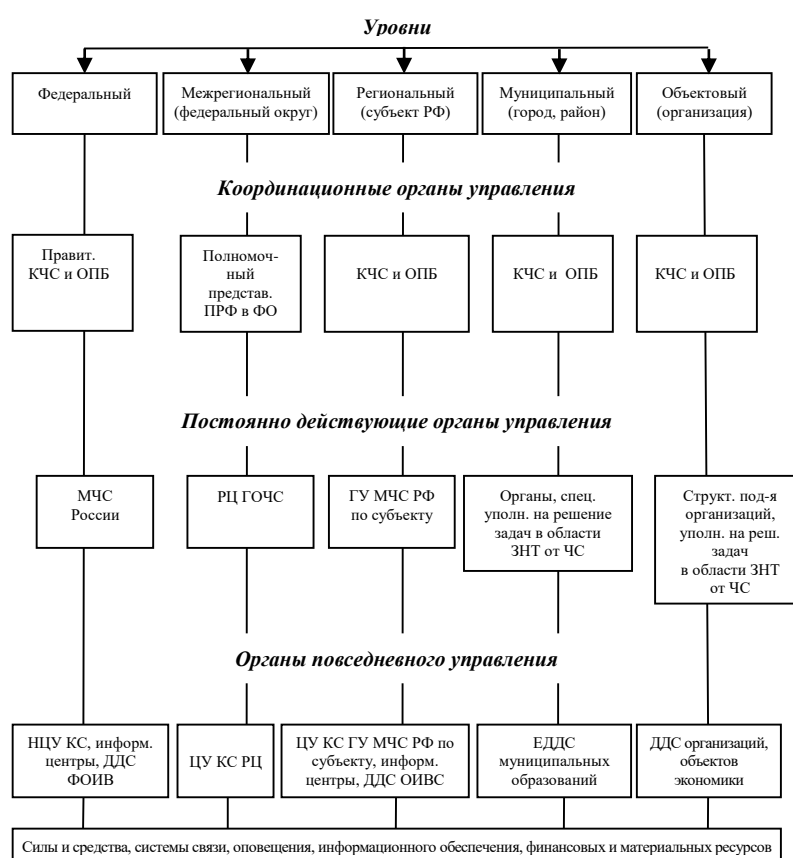 Уровни
Федеральный
Межрегиональный
(федеральный округ)
Региональный
(субъект РФ)
Муниципальный
(город, район)
Объектовый
(организация)
Координационные органы управления
Правит.
КЧС и ОПБ
Полномоч-
ный
представ.
ПРФ в ФО
КЧС и ОПБ
КЧС и ОПБ
КЧС и ОПБ
Постоянно действующие органы управления
МЧС
России
РЦ ГОЧС
ГУ МЧС РФ
по субъекту
Органы, спец.
уполн. на решение
задач в области
ЗНТ от ЧС
Структ. под-я
организаций,
уполн. на реш.
задач
в области ЗНТ
от ЧС
Органы повседневного управления
НЦУ КС, информ.
центры, ДДС
ФОИВ
ЦУ КС РЦ
ЦУ КС ГУ МЧС РФ по
субъекту, информ.
центры, ДДС ОИВС
ЕДДС
муниципальных
образований
ДДС организаций,
объектов
экономики
Силы и средства, системы связи, оповещения, информационного обеспечения, финансовых и материальных ресурсов